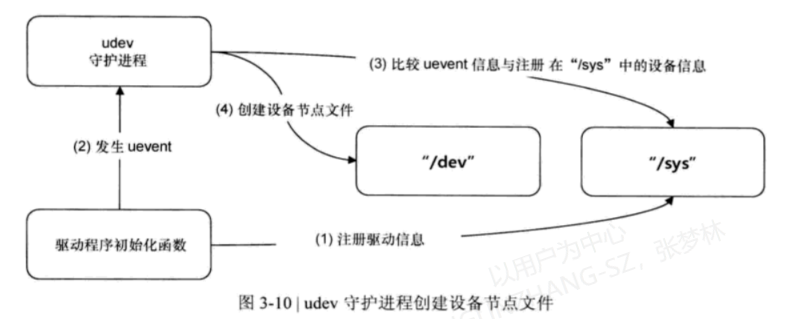 udev
守护进程
(3) 比较 uevent 信息与注册 在“/sys”中的设备信息
(4) 创建设备节点文件
(2) 发生 uevent
“/dev”
“/sys”
驱动程序初始化函数
(1) 注册驱动信息
以用户为中心
张梦林
图 3-10 | udev 守护进程创建设备节点文件